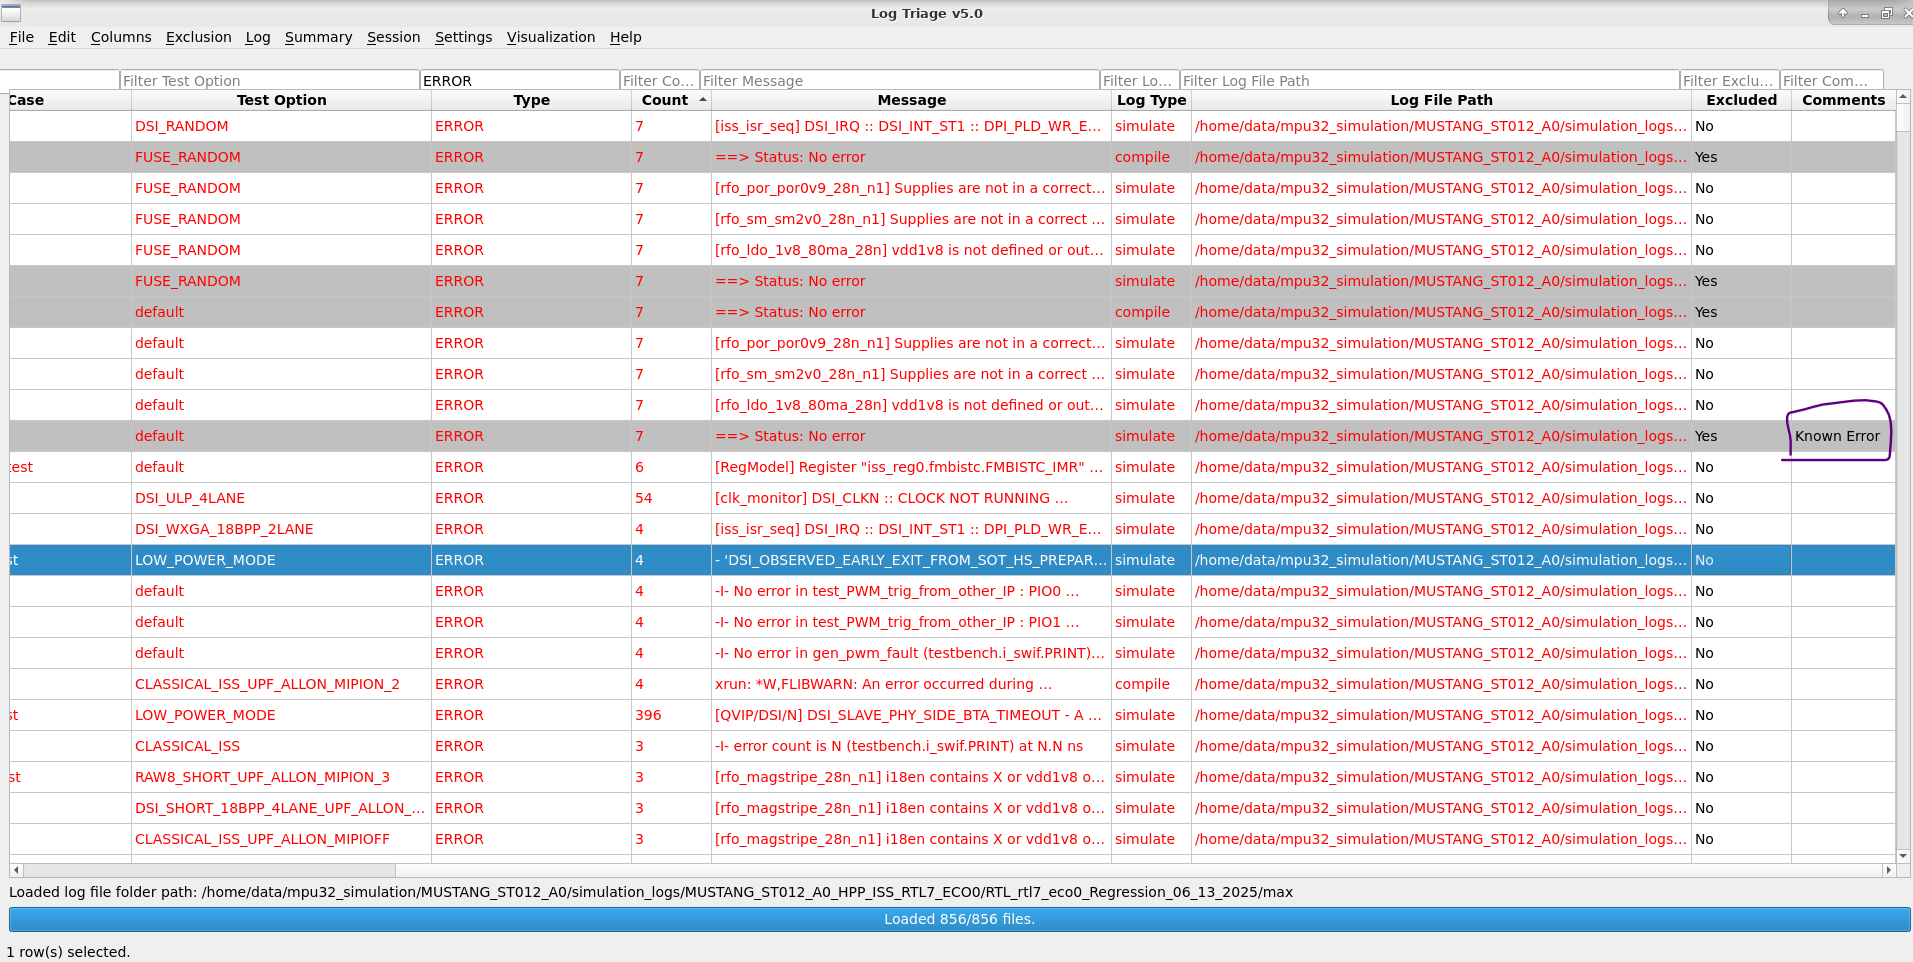 Log Triage v5.0
File Edit Columns Exclusion Log Summary Session Settings Visualization Help
Filter Test Option ERROR Filter Co... Filter Message Filter Lo... Filter Log File Path Filter Exclu... Filter Com...
Case Test Option Type Count Message Log Type Log File Path Excluded Comments
DSI_RANDOM ERROR 7 [iss_isr_seq] DSI_IRQ :: DSI_INT_ST1 :: DPI_PLD_WR_E... simulate /home/data/mpu32_simulation/MUSTANG_ST012_A0/simulation_logs... No
FUSE_RANDOM ERROR 7 ==> Status: No error compile /home/data/mpu32_simulation/MUSTANG_ST012_A0/simulation_logs... Yes
FUSE_RANDOM ERROR 7 [rfo_por_por0v9_28n_n1] Supplies are not in a correct... simulate /home/data/mpu32_simulation/MUSTANG_ST012_A0/simulation_logs... No
FUSE_RANDOM ERROR 7 [rfo_sm_sm2v0_28n_n1] Supplies are not in a correct ... simulate /home/data/mpu32_simulation/MUSTANG_ST012_A0/simulation_logs... No
FUSE_RANDOM ERROR 7 [rfo_ldo_1v8_80ma_28n] vdd1v8 is not defined or out... simulate /home/data/mpu32_simulation/MUSTANG_ST012_A0/simulation_logs... No
FUSE_RANDOM ERROR 7 ==> Status: No error simulate /home/data/mpu32_simulation/MUSTANG_ST012_A0/simulation_logs... Yes
default ERROR 7 ==> Status: No error compile /home/data/mpu32_simulation/MUSTANG_ST012_A0/simulation_logs... Yes
default ERROR 7 [rfo_por_por0v9_28n_n1] Supplies are not in a correct... simulate /home/data/mpu32_simulation/MUSTANG_ST012_A0/simulation_logs... No
default ERROR 7 [rfo_sm_sm2v0_28n_n1] Supplies are not in a correct ... simulate /home/data/mpu32_simulation/MUSTANG_ST012_A0/simulation_logs... No
default ERROR 7 [rfo_ldo_1v8_80ma_28n] vdd1v8 is not defined or out... simulate /home/data/mpu32_simulation/MUSTANG_ST012_A0/simulation_logs... No
default ERROR 7 ==> Status: No error simulate /home/data/mpu32_simulation/MUSTANG_ST012_A0/simulation_logs... Yes Known Error
test default ERROR 6 [RegModel] Register "iss_reg0.fmbistc.FMBISTC_IMR" ... simulate /home/data/mpu32_simulation/MUSTANG_ST012_A0/simulation_logs... No
DSI_ULP_4LANE ERROR 54 [clk_monitor] DSI_CLKN :: CLOCK NOT RUNNING ... simulate /home/data/mpu32_simulation/MUSTANG_ST012_A0/simulation_logs... No
DSI_WXGA_18BPP_2LANE ERROR 4 [iss_isr_seq] DSI_IRQ :: DSI_INT_ST1 :: DPI_PLD_WR_E... simulate /home/data/mpu32_simulation/MUSTANG_ST012_A0/simulation_logs... No
st LOW_POWER_MODE ERROR 4 - 'DSI_OBSERVED_EARLY_EXIT_FROM_SOT_HS_PREPAR... simulate /home/data/mpu32_simulation/MUSTANG_ST012_A0/simulation_logs... No
default ERROR 4 -I- No error in test_PWM_trig_from_other_IP : PIO0 ... simulate /home/data/mpu32_simulation/MUSTANG_ST012_A0/simulation_logs... No
default ERROR 4 -I- No error in test_PWM_trig_from_other_IP : PIO1 ... simulate /home/data/mpu32_simulation/MUSTANG_ST012_A0/simulation_logs... No
default ERROR 4 -I- No error in gen_pwm_fault (testbench.i_swif.PRINT)... simulate /home/data/mpu32_simulation/MUSTANG_ST012_A0/simulation_logs... No
CLASSICAL_ISS_UPF_ALLON_MIPION_2 ERROR 4 xrun: *W,FLIBWARN: An error occurred during ... compile /home/data/mpu32_simulation/MUSTANG_ST012_A0/simulation_logs... No
st LOW_POWER_MODE ERROR 396 [QVIP/DSI/N] DSI_SLAVE_PHY_SIDE_BTA_TIMEOUT - A ... simulate /home/data/mpu32_simulation/MUSTANG_ST012_A0/simulation_logs... No
CLASSICAL_ISS ERROR 3 -I- error count is N (testbench.i_swif.PRINT) at N.N ns simulate /home/data/mpu32_simulation/MUSTANG_ST012_A0/simulation_logs... No
st RAW8_SHORT_UPF_ALLON_MIPION_3 ERROR 3 [rfo_magstripe_28n_n1] i18en contains X or vdd1v8 o... simulate /home/data/mpu32_simulation/MUSTANG_ST012_A0/simulation_logs... No
DSI_SHORT_18BPP_4LANE_UPF_ALLON_... ERROR 3 [rfo_magstripe_28n_n1] i18en contains X or vdd1v8 o... simulate /home/data/mpu32_simulation/MUSTANG_ST012_A0/simulation_logs... No
CLASSICAL_ISS_UPF_ALLON_MIPIOFF ERROR 3 [rfo_magstripe_28n_n1] i18en contains X or vdd1v8 o... simulate /home/data/mpu32_simulation/MUSTANG_ST012_A0/simulation_logs... No
Loaded log file folder path: /home/data/mpu32_simulation/MUSTANG_ST012_A0/simulation_logs/MUSTANG_ST012_A0_HPP_ISS_RTL7_ECO0/RTL_rtl7_eco0_Regression_06_13_2025/max
Loaded 856/856 files.
1 row(s) selected.